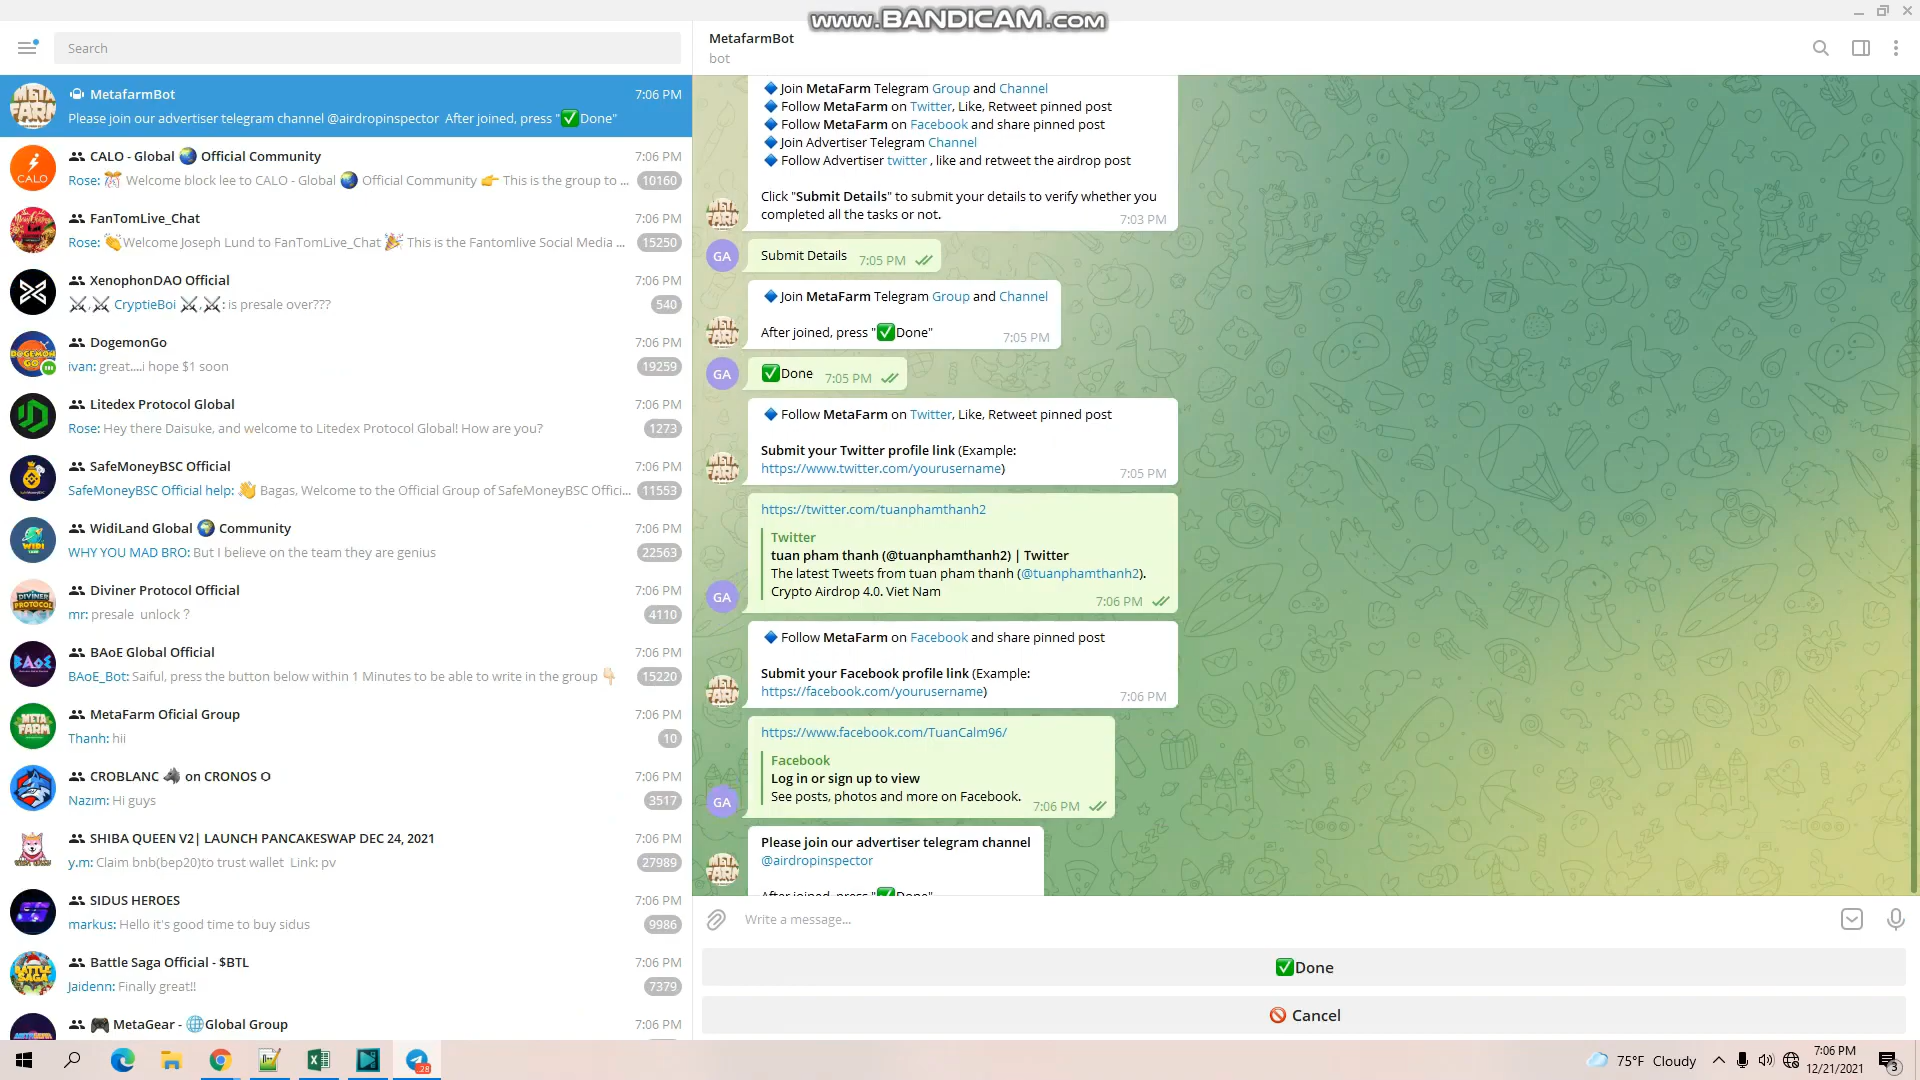 www.BANDICAM.com
Search
MetafarmBot
bot
MetafarmBot 7:06 PM
Please join our advertiser telegram channel @airdropinspector After joined, press "✅Done"
CALO - Global 🌏 Official Community 7:06 PM
Rose: 🎊 Welcome block lee to CALO - Global 🌏 Official Community 👉 This is the group to ... 10160
FanTomLive_Chat 7:06 PM
Rose: 👏Welcome Joseph Lund to FanTomLive_Chat 🎉 This is the Fantomlive Social Media ... 15250
XenophonDAO Official 7:06 PM
⚔️.⚔️ CryptieBoi ⚔️.⚔️: is presale over??? 540
DogemonGo 7:06 PM
ivan: great....i hope $1 soon 19259
Litedex Protocol Global 7:06 PM
Rose: Hey there Daisuke, and welcome to Litedex Protocol Global! How are you? 1273
SafeMoneyBSC Official 7:06 PM
SafeMoneyBSC Official help: 👋 Bagas, Welcome to the Official Group of SafeMoneyBSC Offici... 11553
WidiLand Global 🌍 Community 7:06 PM
WHY YOU MAD BRO: But I believe on the team they are genius 22563
Diviner Protocol Official 7:06 PM
mr: presale unlock ? 4110
BAoE Global Official 7:06 PM
BAoE_Bot: Saiful, press the button below within 1 Minutes to be able to write in the group 👇🏻 15220
MetaFarm Oficial Group 7:06 PM
Thanh: hii 10
CROBLANC 🐺 on CRONOS 7:06 PM
Nazım: Hi guys 3517
SHIBA QUEEN V2| LAUNCH PANCAKESWAP DEC 24, 2021 7:06 PM
y.m: Claim bnb(bep20)to trust wallet Link: pv 27989
SIDUS HEROES 7:06 PM
markus: Hello it's good time to buy sidus 9986
Battle Saga Official - $BTL 7:06 PM
Jaidenn: Finally great!! 7379
🎮 MetaGear - 🌐Global Group 7:06 PM
🔷Join MetaFarm Telegram Group and Channel
🔷Follow MetaFarm on Twitter, Like, Retweet pinned post
🔷Follow MetaFarm on Facebook and share pinned post
🔷Join Advertiser Telegram Channel
🔷Follow Advertiser twitter , like and retweet the airdrop post
Click "Submit Details" to submit your details to verify whether you
completed all the tasks or not. 7:03 PM
GA Submit Details 7:05 PM
🔷Join MetaFarm Telegram Group and Channel
After joined, press "✅Done" 7:05 PM
GA ✅Done 7:05 PM
🔷Follow MetaFarm on Twitter, Like, Retweet pinned post
Submit your Twitter profile link (Example:
https://www.twitter.com/yourusername) 7:05 PM
https://twitter.com/tuanphamthanh2
Twitter
tuan pham thanh (@tuanphamthanh2) | Twitter
The latest Tweets from tuan pham thanh (@tuanphamthanh2).
Crypto Airdrop 4.0. Viet Nam
GA 7:06 PM
🔷Follow MetaFarm on Facebook and share pinned post
Submit your Facebook profile link (Example:
https://facebook.com/yourusername) 7:06 PM
https://www.facebook.com/TuanCalm96/
Facebook
Log in or sign up to view
See posts, photos and more on Facebook.
GA 7:06 PM
Please join our advertiser telegram channel
@airdropinspector
After joined, press "✅Done"
Write a message...
✅Done
🚫 Cancel
75°F Cloudy
7:06 PM
12/21/2021
3
28